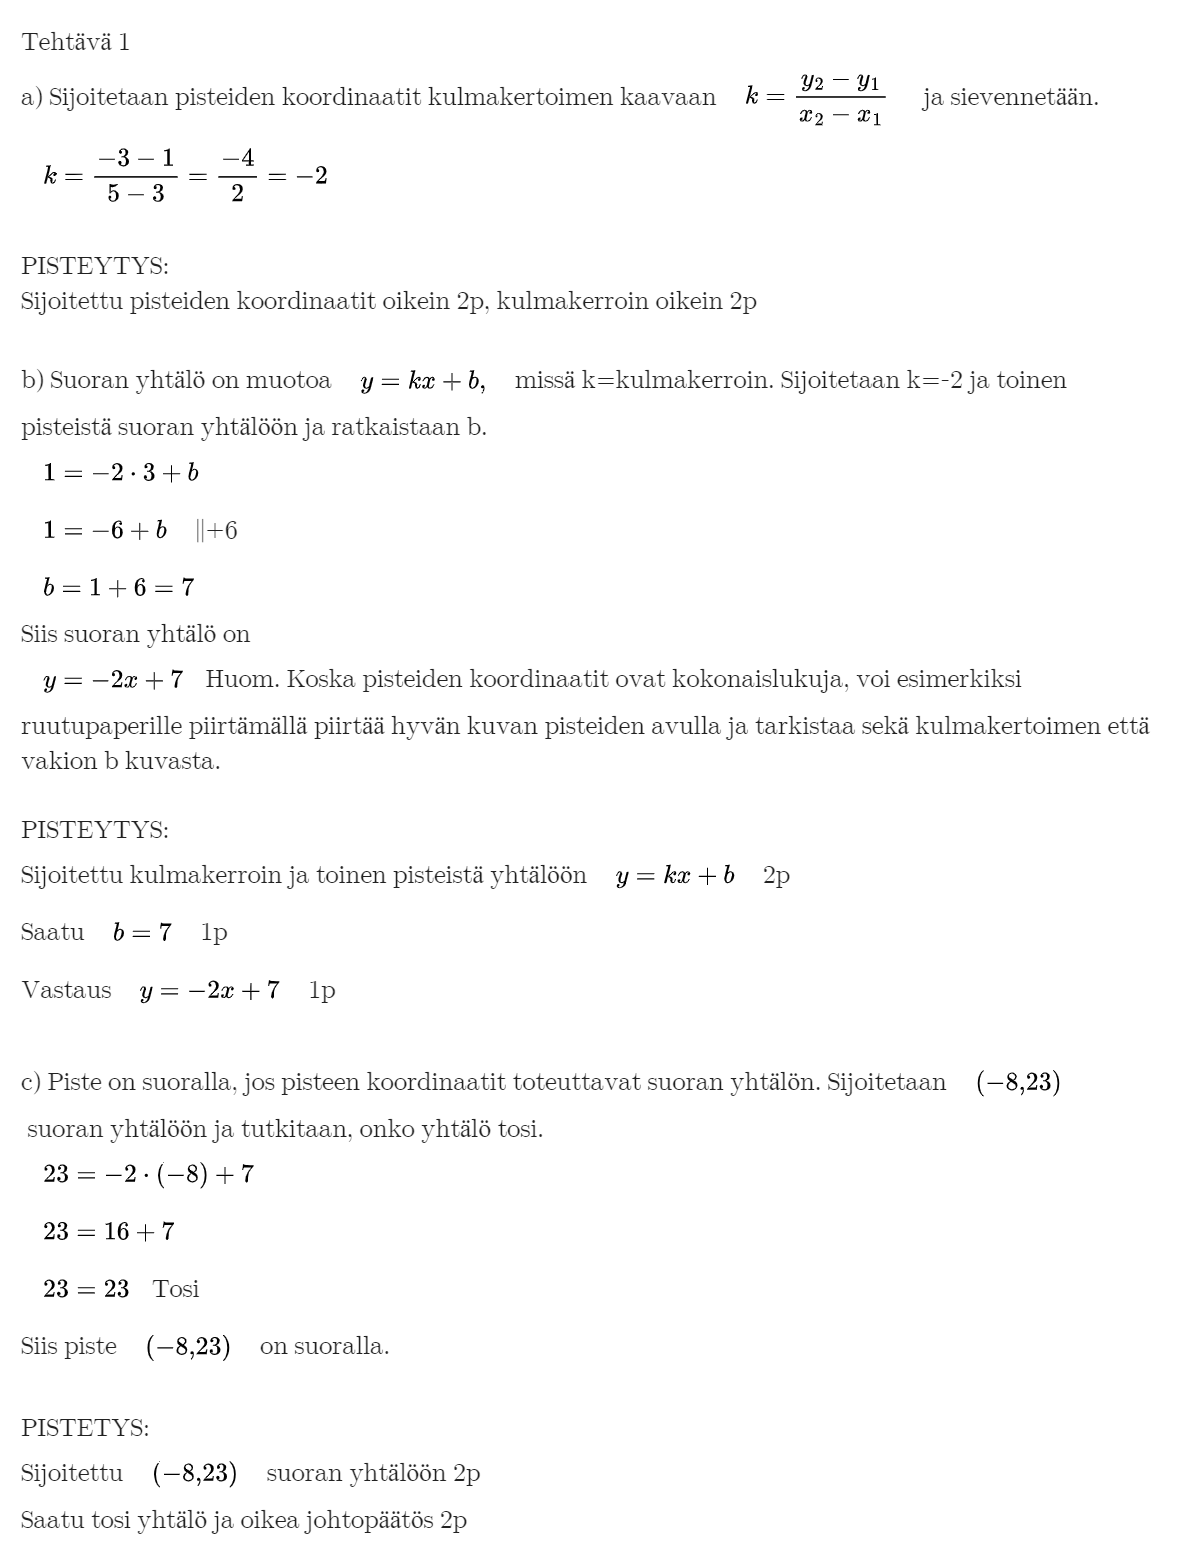 Tehtävä 1
a) Sijoitetaan pisteiden koordinaatit kulmakertoimen kaavaan k = \frac{y_2 - y_1}{x_2 - x_1} ja sievennetään.
k = \frac{-3 - 1}{5 - 3} = \frac{-4}{2} = -2
PISTEYTYS:
Sijoitettu pisteiden koordinaatit oikein 2p, kulmakerroin oikein 2p
b) Suoran yhtälö on muotoa y = kx + b, missä k=kulmakerroin. Sijoitetaan k=-2 ja toinen
pisteistä suoran yhtälöön ja ratkaistaan b.
1 = −2 · 3 + b
1 = −6 + b ||+6
b = 1 + 6 = 7
Siis suoran yhtälö on
y = −2x + 7 Huom. Koska pisteiden koordinaatit ovat kokonaislukuja, voi esimerkiksi
ruutupaperille piirtämällä piirtää hyvän kuvan pisteiden avulla ja tarkistaa sekä kulmakertoimen että
vakion b kuvasta.
PISTEYTYS:
Sijoitettu kulmakerroin ja toinen pisteistä yhtälöön y = kx + b 2p
Saatu b = 7 1p
Vastaus y = −2x + 7 1p
c) Piste on suoralla, jos pisteen koordinaatit toteuttavat suoran yhtälön. Sijoitetaan (−8,23)
suoran yhtälöön ja tutkitaan, onko yhtälö tosi.
23 = −2 · (−8) + 7
23 = 16 + 7
23 = 23 Tosi
Siis piste (−8,23) on suoralla.
PISTETYS:
Sijoitettu (−8,23) suoran yhtälöön 2p
Saatu tosi yhtälö ja oikea johtopäätös 2p